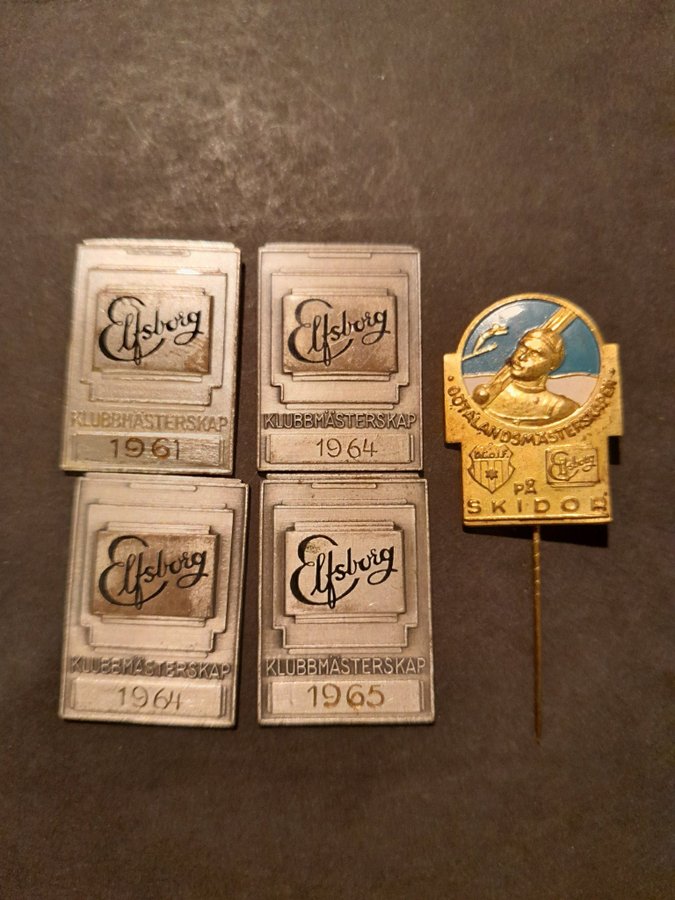 Elfsborg
KLUBBMÄSTERSKAP
1961
Elfsborg
KLUBBMÄSTERSKAP
1964
Elfsborg
KLUBBMÄSTERSKAP
1964
Elfsborg
KLUBBMÄSTERSKAP
1965
GÖTALANDSMÄSTERSKAPEN
Elfsborg
PÅ
SKIDOR